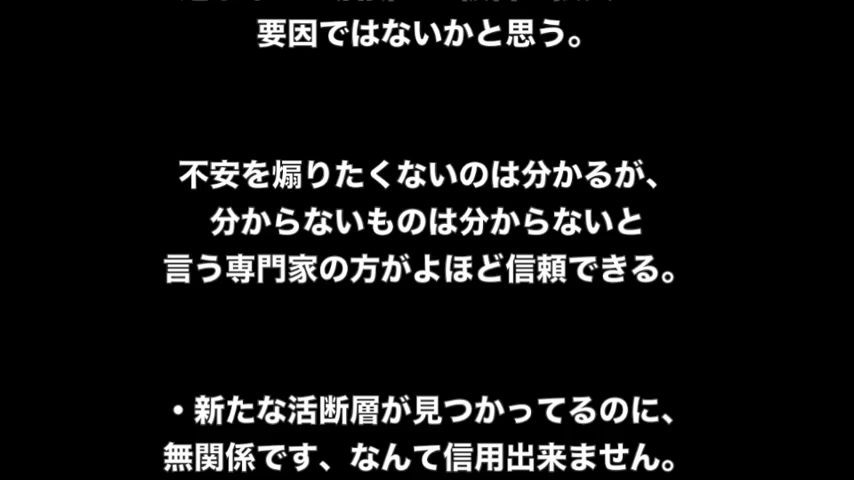 要因ではないかと思う。
不安を煽りたくないのは分かるが、
分からないものは分からないと
言う専門家の方がよほど信頼できる。
・新たな活断層が見つかってるのに、
無関係です、なんて信用出来ません。